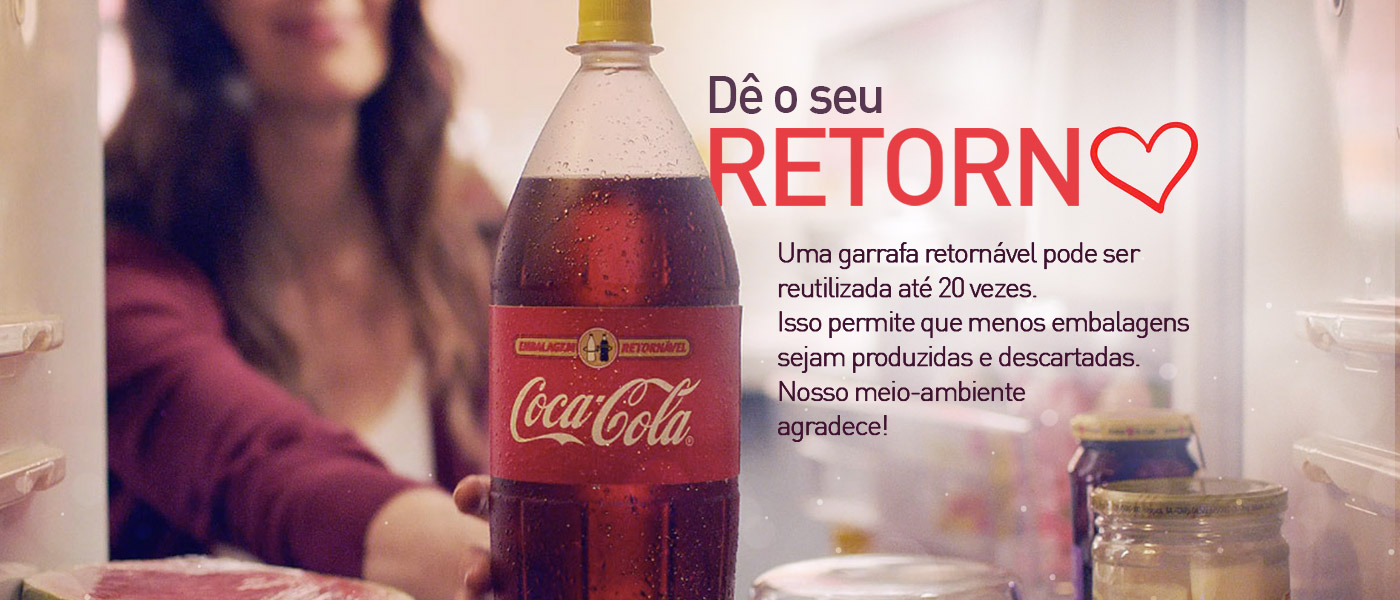 Dê o seu
RETORN
Uma garrafa retornável pode ser
reutilizada até 20 vezes.
Isso permite que menos embalagens
sejam produzidas e descartadas.
Nosso meio-ambiente
agradece!
EMBALAGEM RETORNÁVEL
Coca-Cola